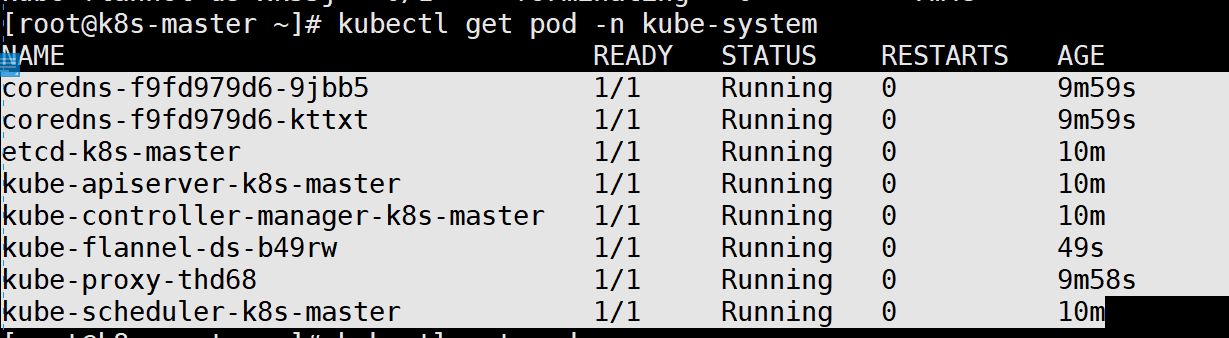 [root@k8s-master ~]# kubectl get pod -n kube-system
NAME READY STATUS RESTARTS AGE
coredns-f9fd979d6-9jbb5 1/1 Running 0 9m59s
coredns-f9fd979d6-kttxt 1/1 Running 0 9m59s
etcd-k8s-master 1/1 Running 0 10m
kube-apiserver-k8s-master 1/1 Running 0 10m
kube-controller-manager-k8s-master 1/1 Running 0 10m
kube-flannel-ds-b49rw 1/1 Running 0 49s
kube-proxy-thd68 1/1 Running 0 9m58s
kube-scheduler-k8s-master 1/1 Running 0 10m